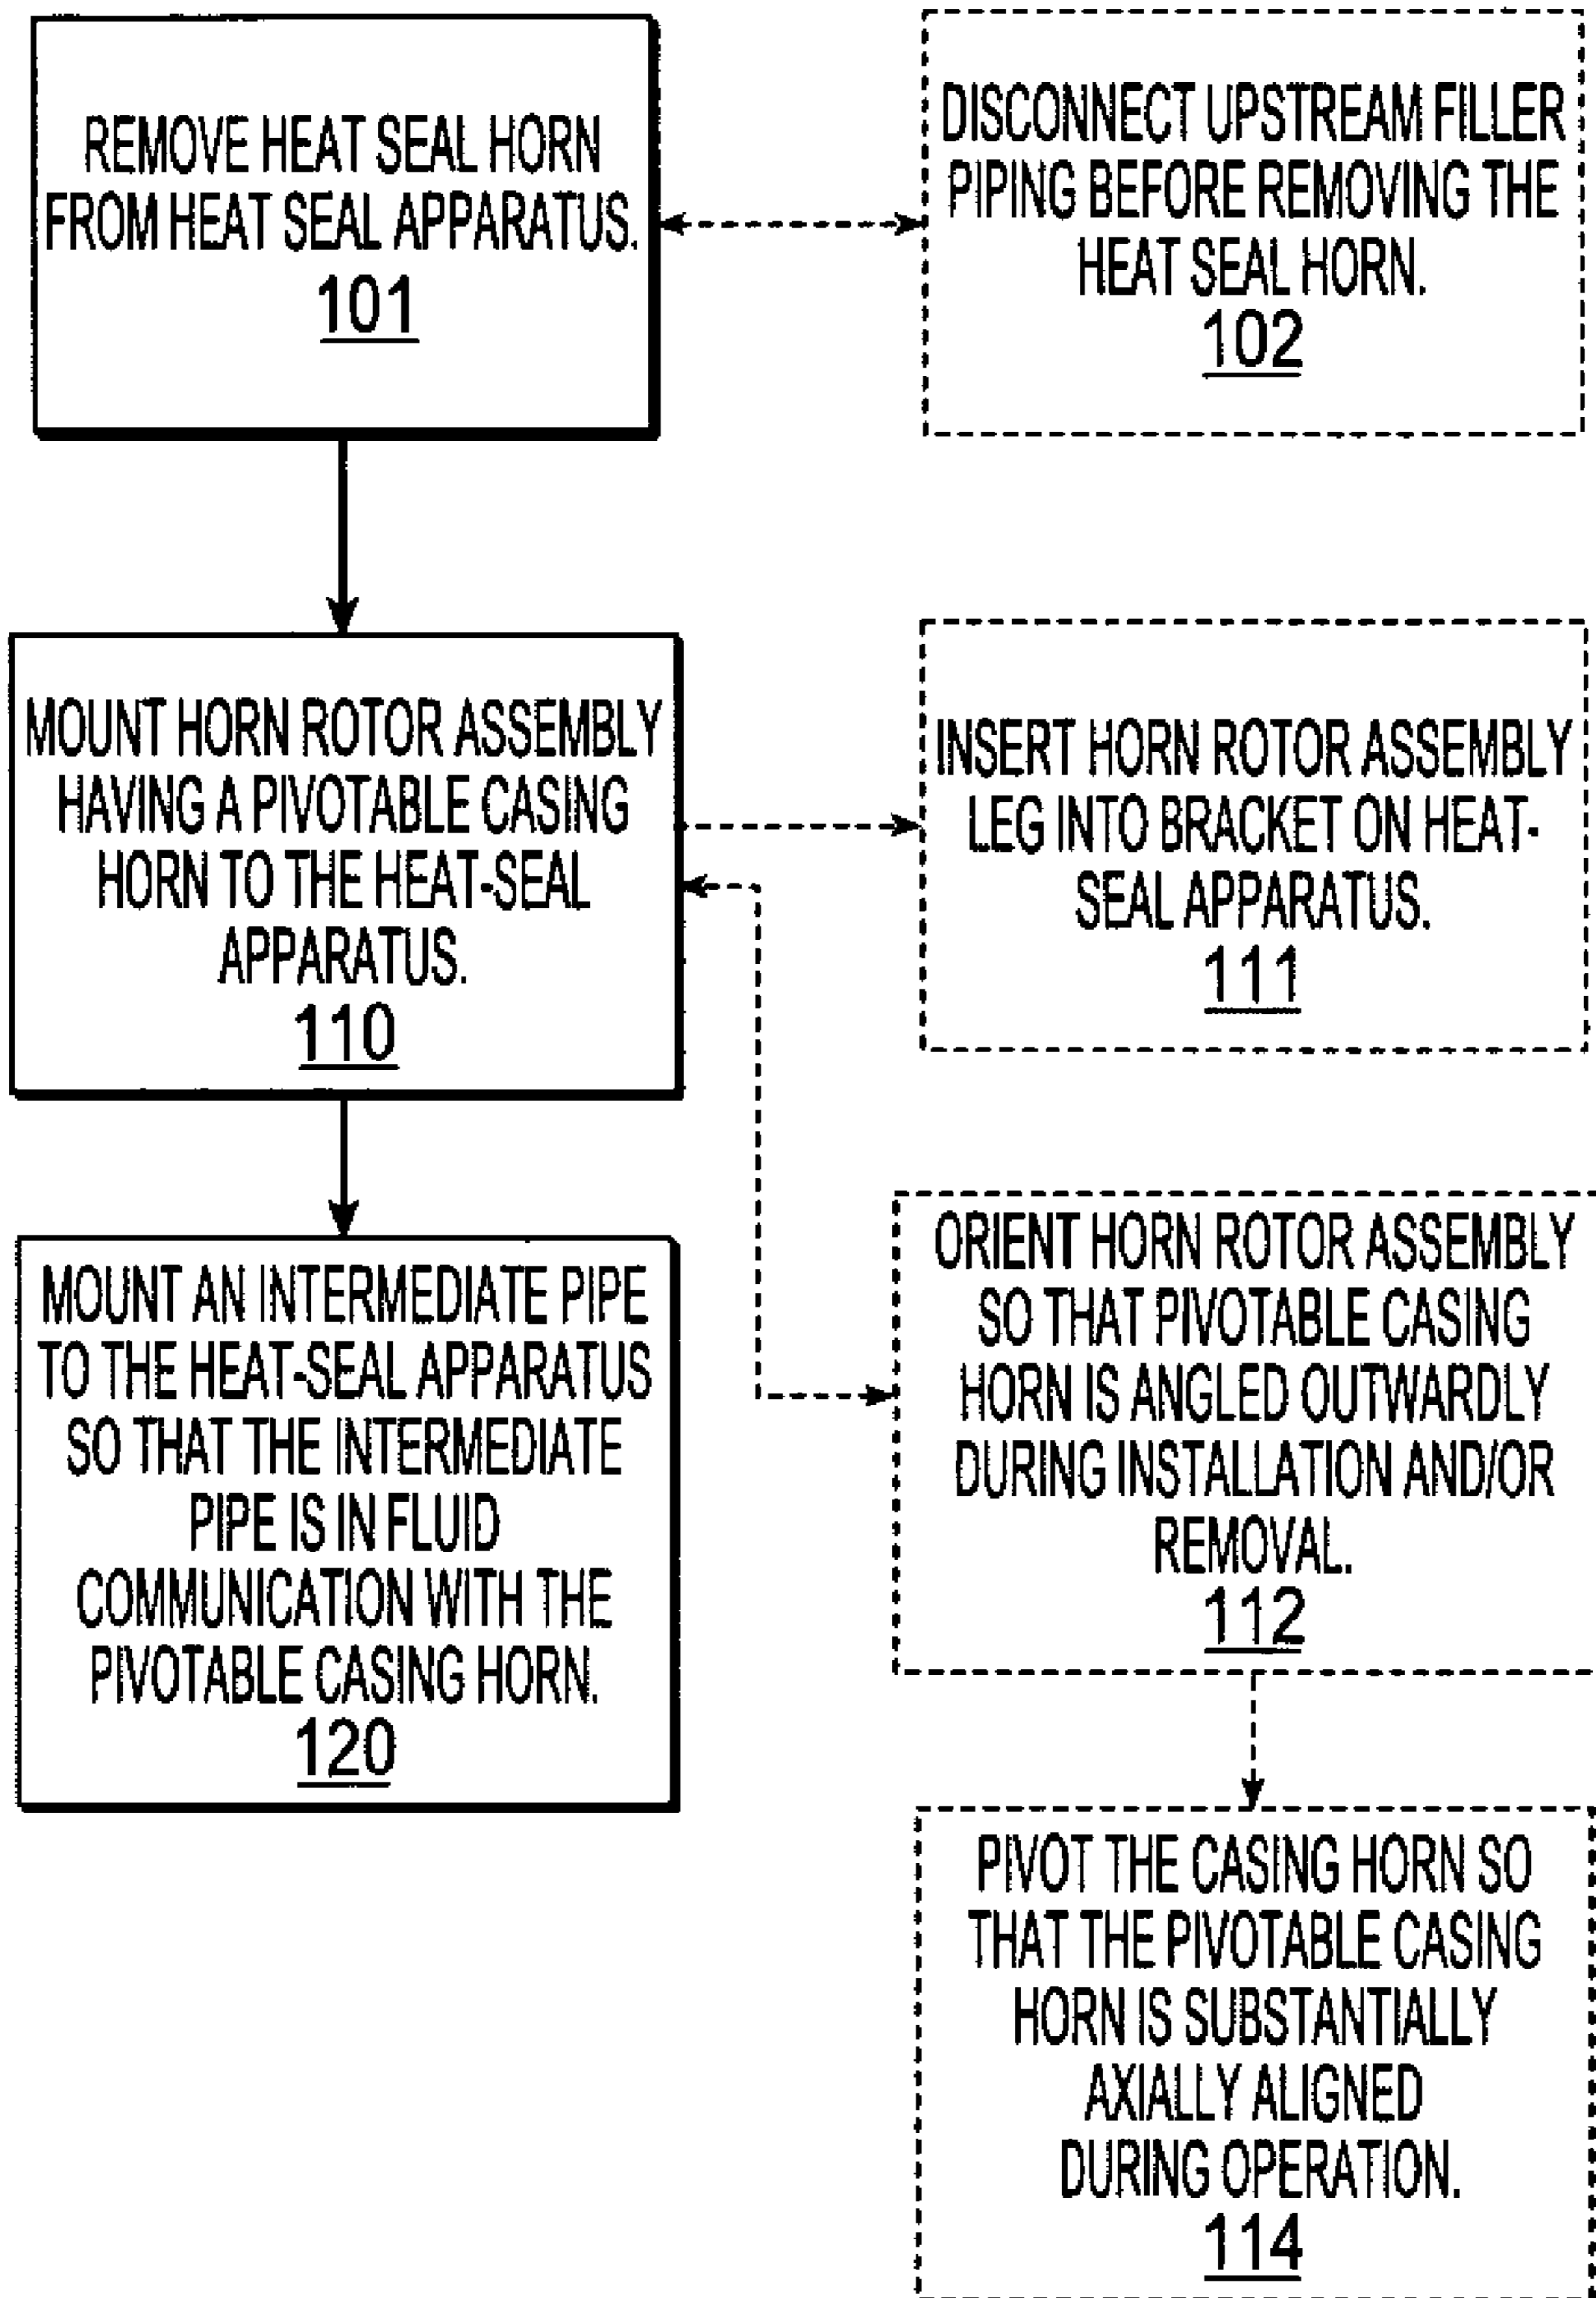 REMOVE HEAT SEAL HORN
FROM HEAT SEAL APPARATUS.
101
DISCONNECT UPSTREAM FILLER
PIPING BEFORE REMOVING THE
HEAT SEAL HORN.
102
MOUNT HORN ROTOR ASSEMBLY
HAVING A PIVOTABLE CASING
HORN TO THE HEAT-SEAL
APPARATUS.
110
INSERT HORN ROTOR ASSEMBLY
LEG INTO BRACKET ON HEAT-
SEAL APPARATUS.
111
MOUNT AN INTERMEDIATE PIPE
TO THE HEAT-SEAL APPARATUS
SO THAT THE INTERMEDIATE
PIPE IS IN FLUID
COMMUNICATION WITH THE
PIVOTABLE CASING HORN.
120
ORIENT HORN ROTOR ASSEMBLY
SO THAT PIVOTABLE CASING
HORN IS ANGLED OUTWARDLY
DURING INSTALLATION AND/OR
REMOVAL.
112
PIVOT THE CASING HORN SO
THAT THE PIVOTABLE CASING
HORN IS SUBSTANTIALLY
AXIALLY ALIGNED
DURING OPERATION.
114